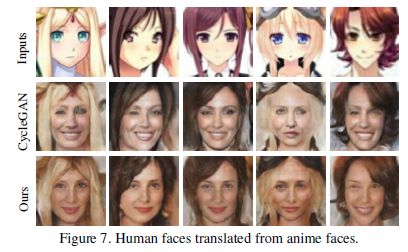 Inputs
CycleGAN
Ours
Figure 7. Human faces translated from anime faces.